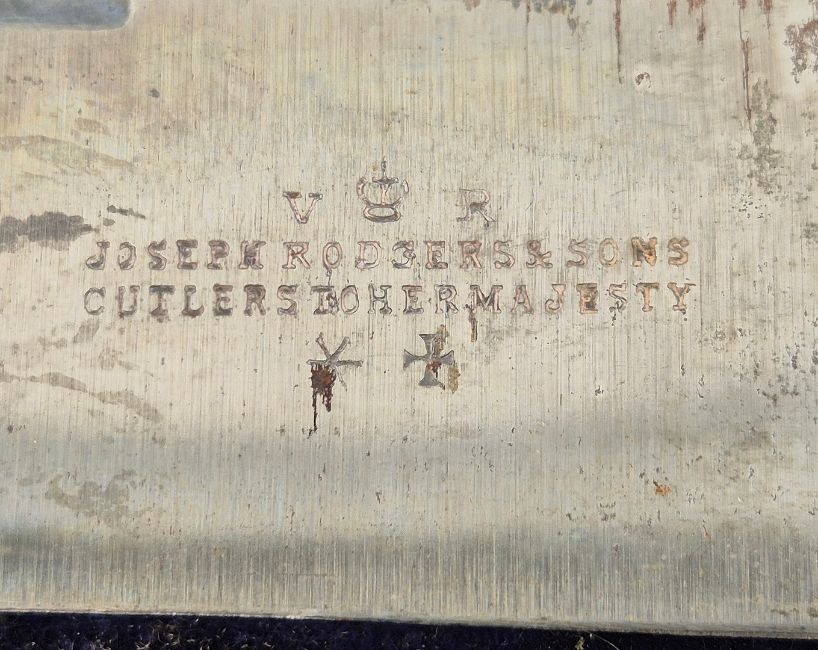 V R
JOSEPH RODGERS & SONS
CUTLERS TO HER MAJESTY